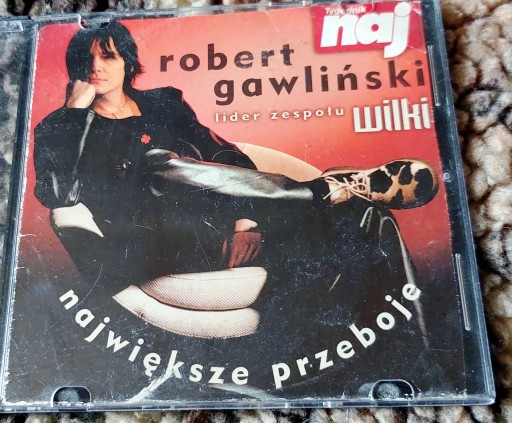 Tygodnik
naj
robert
gawliński
lider zespołu wilki
największe przeboje